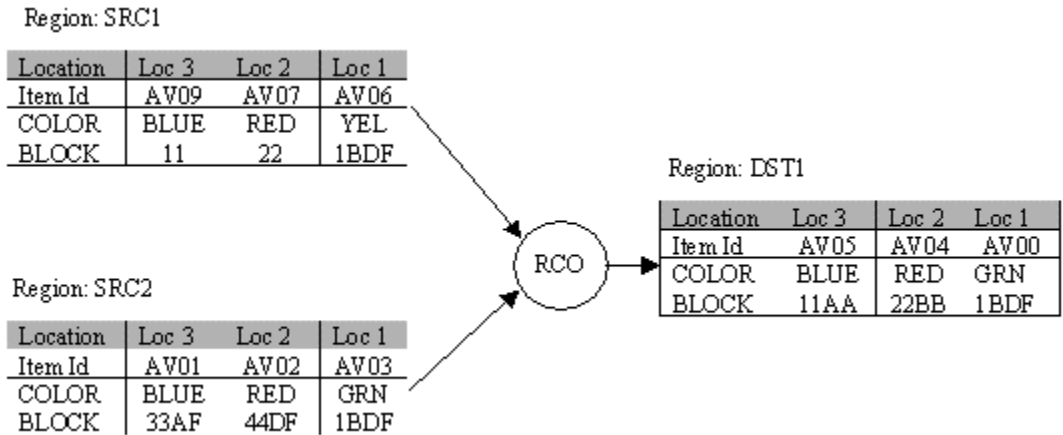 Region: SRC1
Location Loc 3 Loc 2 Loc 1
Item Id AV09 AV07 AV06
COLOR BLUE RED YEL
BLOCK 11 22 1BDF
Region: SRC2
Location Loc 3 Loc 2 Loc 1
Item Id AV01 AV02 AV03
COLOR BLUE RED GRN
BLOCK 33AF 44DF 1BDF
RCO
Region: DST1
Location Loc 3 Loc 2 Loc 1
Item Id AV05 AV04 AV00
COLOR BLUE RED GRN
BLOCK 11AA 22BB 1BDF